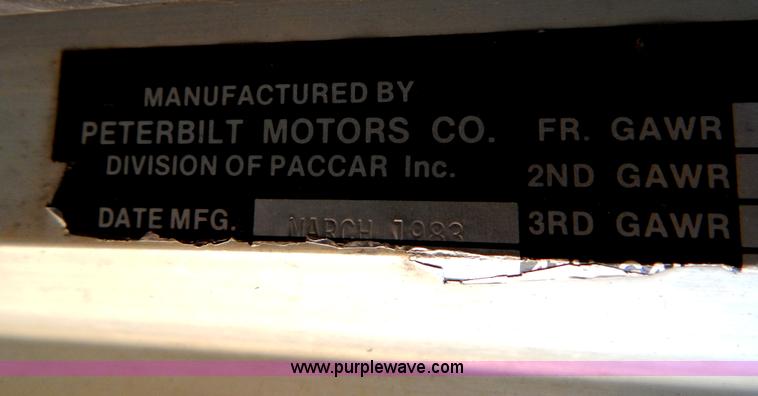 MANUFACTURED BY
PETERBILT MOTORS CO.
DIVISION OF PACCAR Inc.
DATE MFG. MARCH 1983
FR. GAWR
2ND GAWR
3RD GAWR
www.purplewave.com